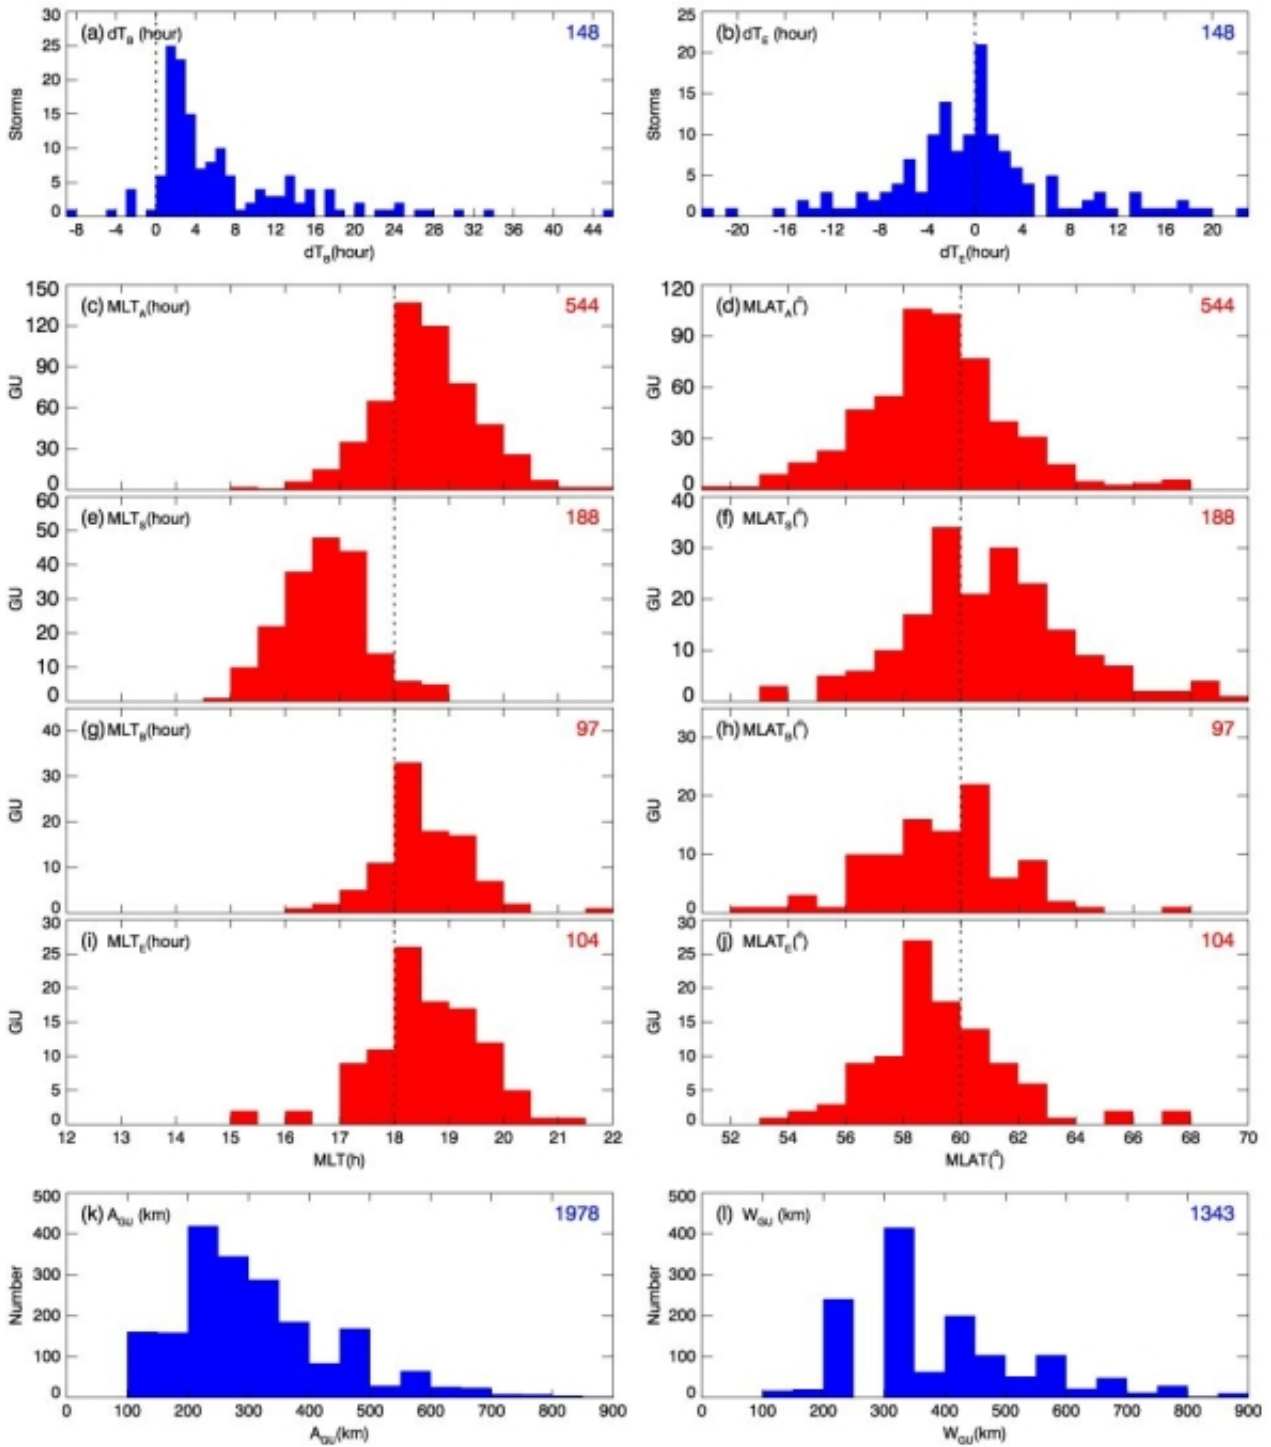 (a) dT_B (hour) 148
30
25
20
15
10
5
0
Storms
-8 -4 0 4 8 12 16 20 24 28 32 36 40 44
dT_B(hour)
(b) dT_E (hour) 148
25
20
15
10
5
0
Storms
-20 -16 -12 -8 -4 0 4 8 12 16 20
dT_E(hour)
(c) MLT_A(hour) 544
150
120
90
60
30
0
GU
(d) MLAT_A(°) 544
120
90
60
30
0
GU
(e) MLT_S(hour) 188
60
50
40
30
20
10
0
GU
(f) MLAT_S(°) 188
40
30
20
10
0
GU
(g) MLT_B(hour) 97
40
30
20
10
0
GU
(h) MLAT_B(°) 97
30
20
10
0
GU
(i) MLT_E(hour) 104
30
25
20
15
10
5
0
GU
12 13 14 15 16 17 18 19 20 21 22
MLT(h)
(j) MLAT_E(°) 104
30
25
20
15
10
5
0
GU
52 54 56 58 60 62 64 66 68 70
MLAT(°)
(k) A_GU (km) 1978
500
400
300
200
100
0
Number
0 100 200 300 400 500 600 700 800 900
A_GU(km)
(l) W_GU (km) 1343
500
400
300
200
100
0
Number
0 100 200 300 400 500 600 700 800 900
W_GU(km)